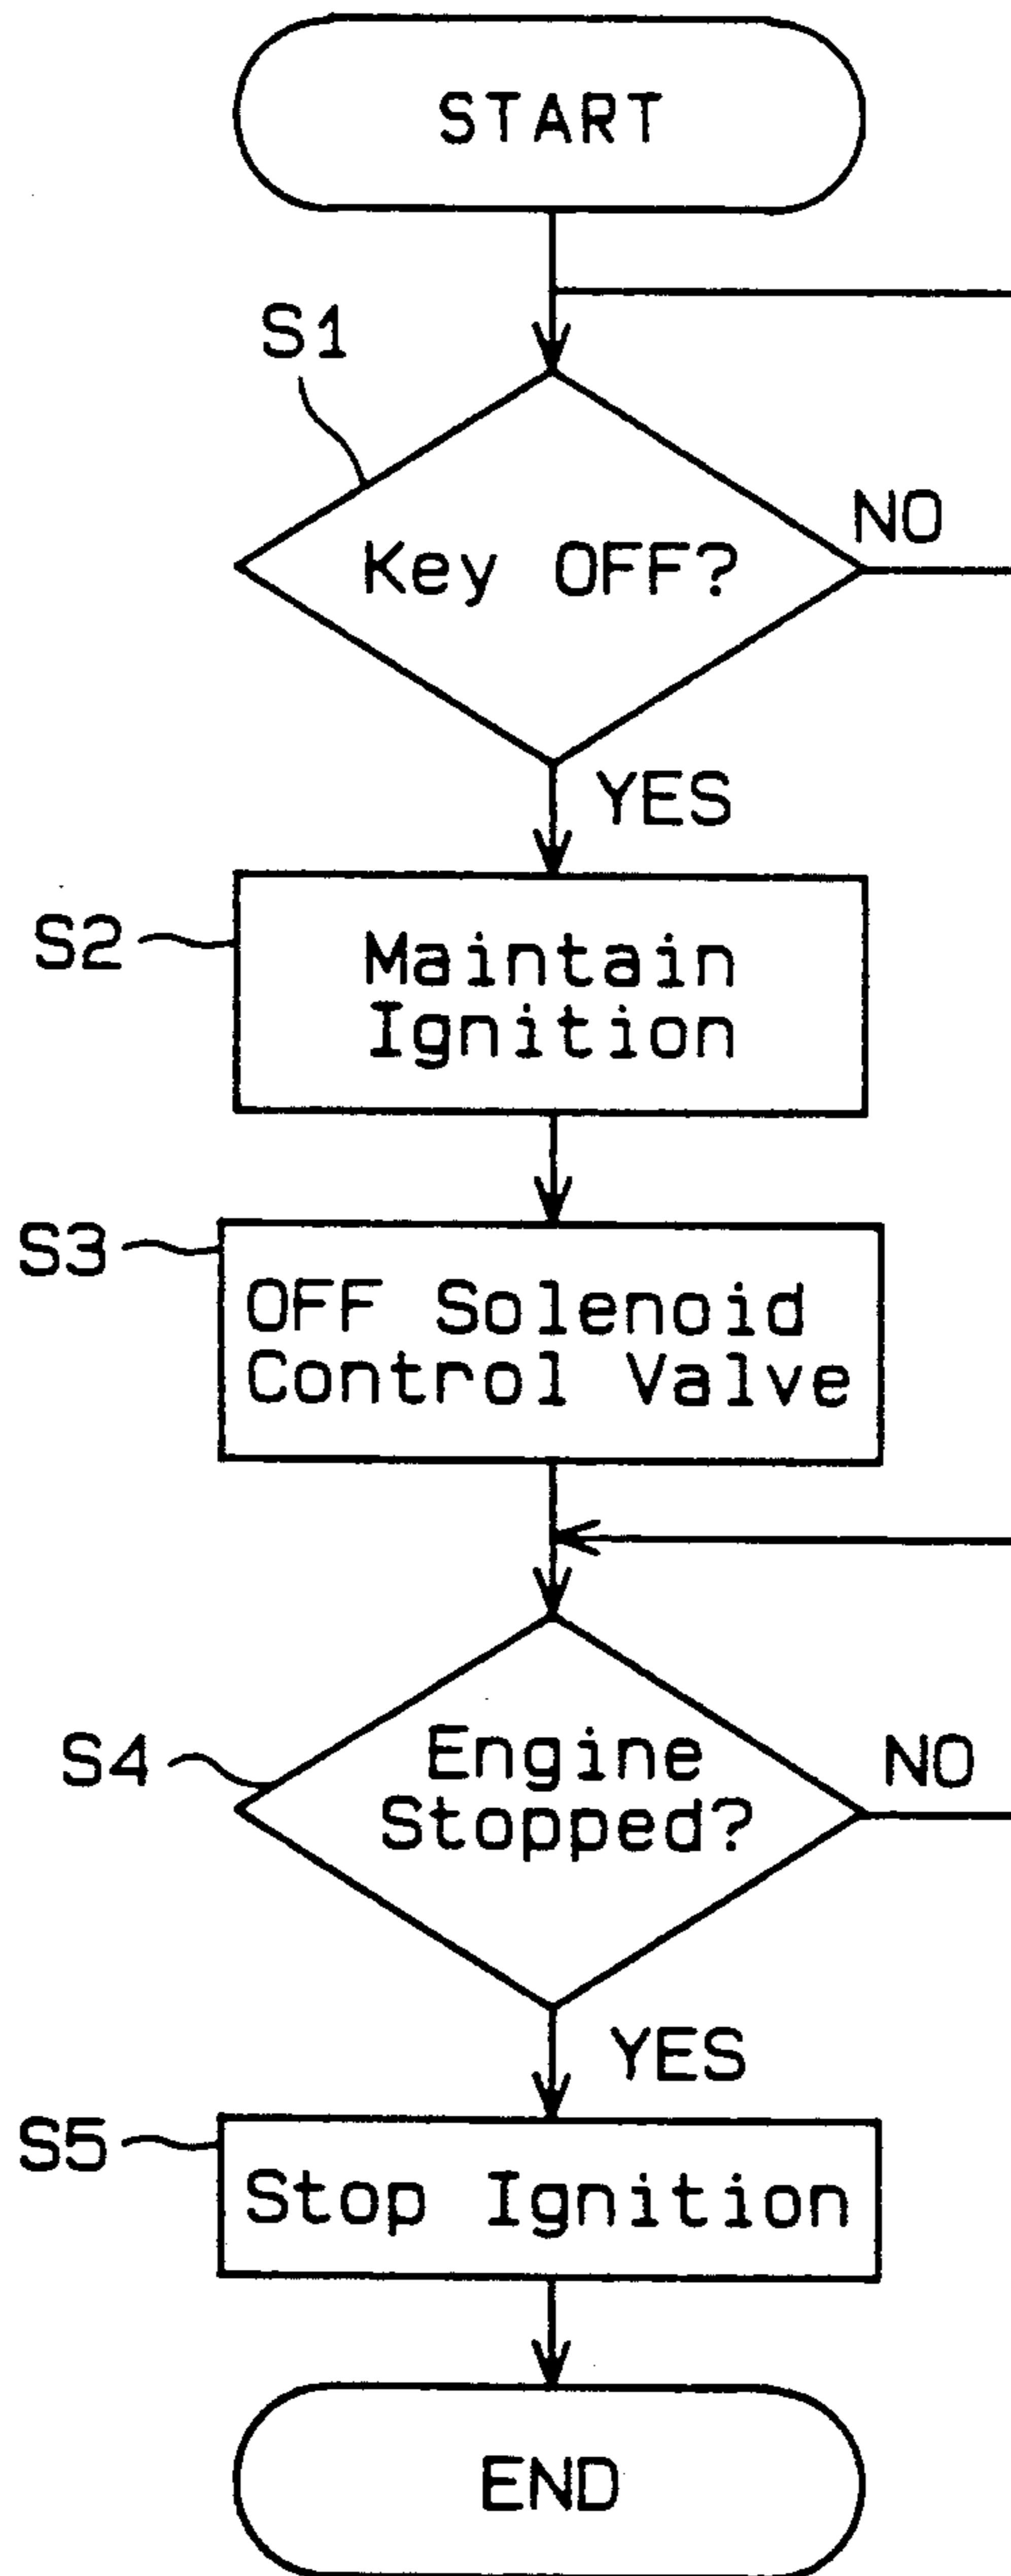 START
S1
Key OFF?
NO
YES
S2
Maintain
Ignition
S3
OFF Solenoid
Control Valve
S4
Engine
Stopped?
NO
YES
S5
Stop Ignition
END